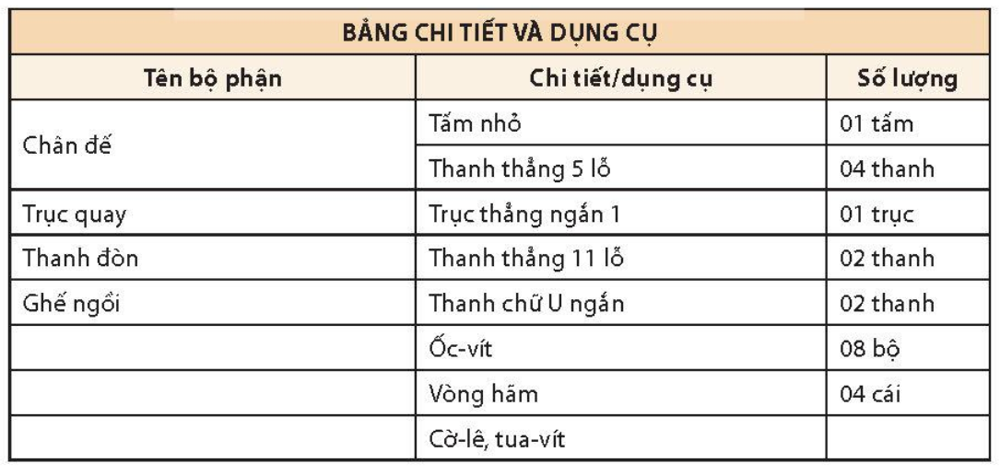 BẢNG CHI TIẾT VÀ DỤNG CỤ
Tên bộ phận Chi tiết/dụng cụ Số lượng
Chân đế Tấm nhỏ 01 tấm
Thanh thẳng 5 lỗ 04 thanh
Trục quay Trục thẳng ngắn 1 01 trục
Thanh đòn Thanh thẳng 11 lỗ 02 thanh
Ghế ngồi Thanh chữ U ngắn 02 thanh
Ốc-vít 08 bộ
Vòng hãm 04 cái
Cờ-lê, tua-vít